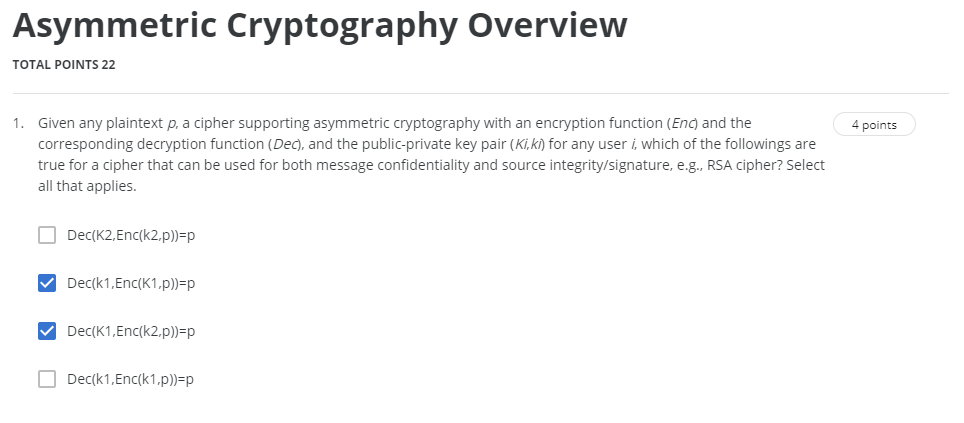 Asymmetric Cryptography Overview
TOTAL POINTS 22
1. Given any plaintext p, a cipher supporting asymmetric cryptography with an encryption function (Enc) and the
4 points
corresponding decryption function (Dec), and the public-private key pair (Ki,ki) for any user i, which of the followings are
true for a cipher that can be used for both message confidentiality and source integrity/signature, e.g., RSA cipher? Select
all that applies.
Dec(K2,Enc(k2,p))=p
Dec(k1,Enc(K1,p))=p
Dec(K1,Enc(k2,p))=p
Dec(k1,Enc(k1,p))=p